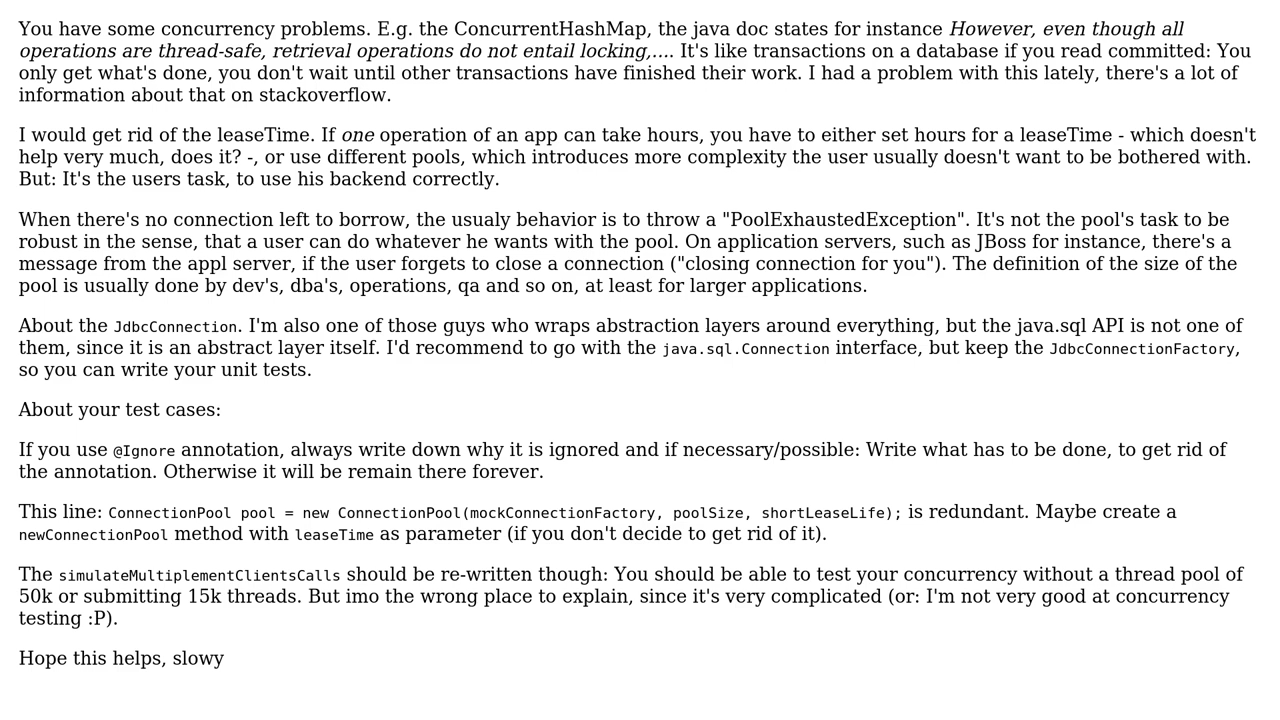 You have some concurrency problems. E.g. the ConcurrentHashMap, the java doc states for instance However, even though all
operations are thread-safe, retrieval operations do not entail locking,.... It's like transactions on a database if you read committed: You
only get what's done, you don't wait until other transactions have finished their work. I had a problem with this lately, there's a lot of
information about that on stackoverflow.
I would get rid of the leaseTime. If one operation of an app can take hours, you have to either set hours for a leaseTime - which doesn't
help very much, does it? -, or use different pools, which introduces more complexity the user usually doesn't want to be bothered with.
But: It's the users task, to use his backend correctly.
When there's no connection left to borrow, the usualy behavior is to throw a "PoolExhaustedException". It's not the pool's task to be
robust in the sense, that a user can do whatever he wants with the pool. On application servers, such as JBoss for instance, there's a
message from the appl server, if the user forgets to close a connection ("closing connection for you"). The definition of the size of the
pool is usually done by dev's, dba's, operations, qa and so on, at least for larger applications.
About the JdbcConnection. I'm also one of those guys who wraps abstraction layers around everything, but the java.sql API is not one of
them, since it is an abstract layer itself. I'd recommend to go with the java.sql.Connection interface, but keep the JdbcConnectionFactory,
so you can write your unit tests.
About your test cases:
If you use @Ignore annotation, always write down why it is ignored and if necessary/possible: Write what has to be done, to get rid of
the annotation. Otherwise it will be remain there forever.
This line: ConnectionPool pool = new ConnectionPool(mockConnectionFactory, poolSize, shortLeaseLife); is redundant. Maybe create a
newConnectionPool method with leaseTime as parameter (if you don't decide to get rid of it).
The simulateMultiplementClientsCalls should be re-written though: You should be able to test your concurrency without a thread pool of
50k or submitting 15k threads. But imo the wrong place to explain, since it's very complicated (or: I'm not very good at concurrency
testing :P).
Hope this helps, slowy